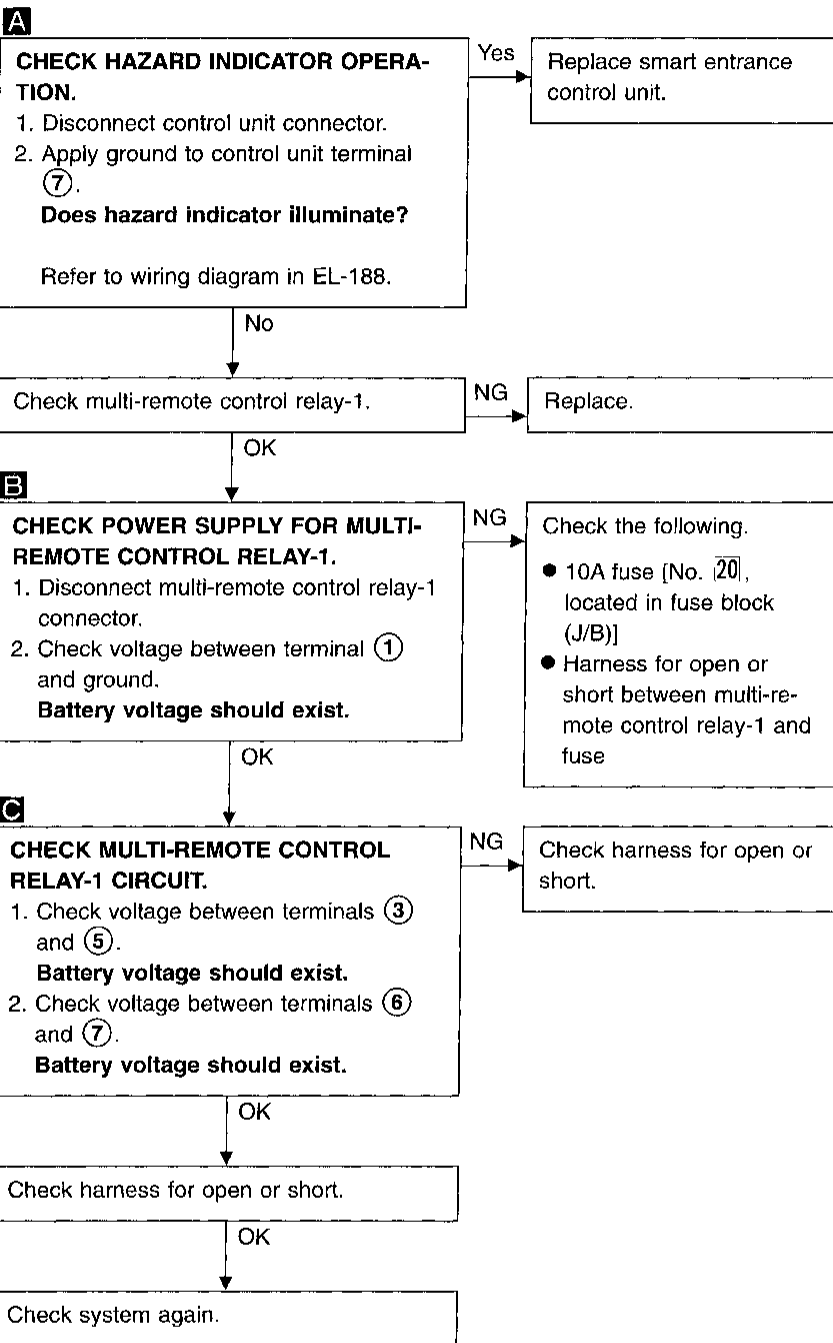 A
CHECK HAZARD INDICATOR OPERA-
TION.
1. Disconnect control unit connector.
2. Apply ground to control unit terminal
⑦.
Does hazard indicator illuminate?
Refer to wiring diagram in EL-188.
Yes
Replace smart entrance
control unit.
No
Check multi-remote control relay-1.
NG
Replace.
OK
B
CHECK POWER SUPPLY FOR MULTI-
REMOTE CONTROL RELAY-1.
1. Disconnect multi-remote control relay-1
connector.
2. Check voltage between terminal ①
and ground.
Battery voltage should exist.
NG
Check the following.
● 10A fuse [No. 20,
located in fuse block
(J/B)]
● Harness for open or
short between multi-re-
mote control relay-1 and
fuse
OK
C
CHECK MULTI-REMOTE CONTROL
RELAY-1 CIRCUIT.
1. Check voltage between terminals ③
and ⑤.
Battery voltage should exist.
2. Check voltage between terminals ⑥
and ⑦.
Battery voltage should exist.
NG
Check harness for open or
short.
OK
Check harness for open or short.
OK
Check system again.